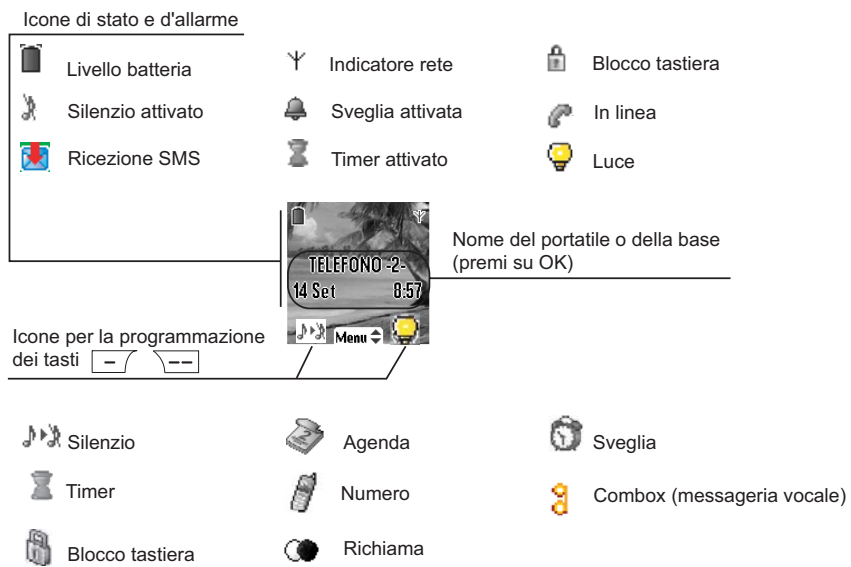 Icone di stato e d'allarme
Livello batteria
Indicatore rete
Blocco tastiera
Silenzio attivato
Sveglia attivata
In linea
Ricezione SMS
Timer attivato
Luce
Nome del portatile o della base
(premi su OK)
TELEFONO -2-
14 Set 8:57
Menu
Icone per la programmazione
dei tasti - --
Silenzio
Agenda
Sveglia
Timer
Numero
Combox (messageria vocale)
Blocco tastiera
Richiama